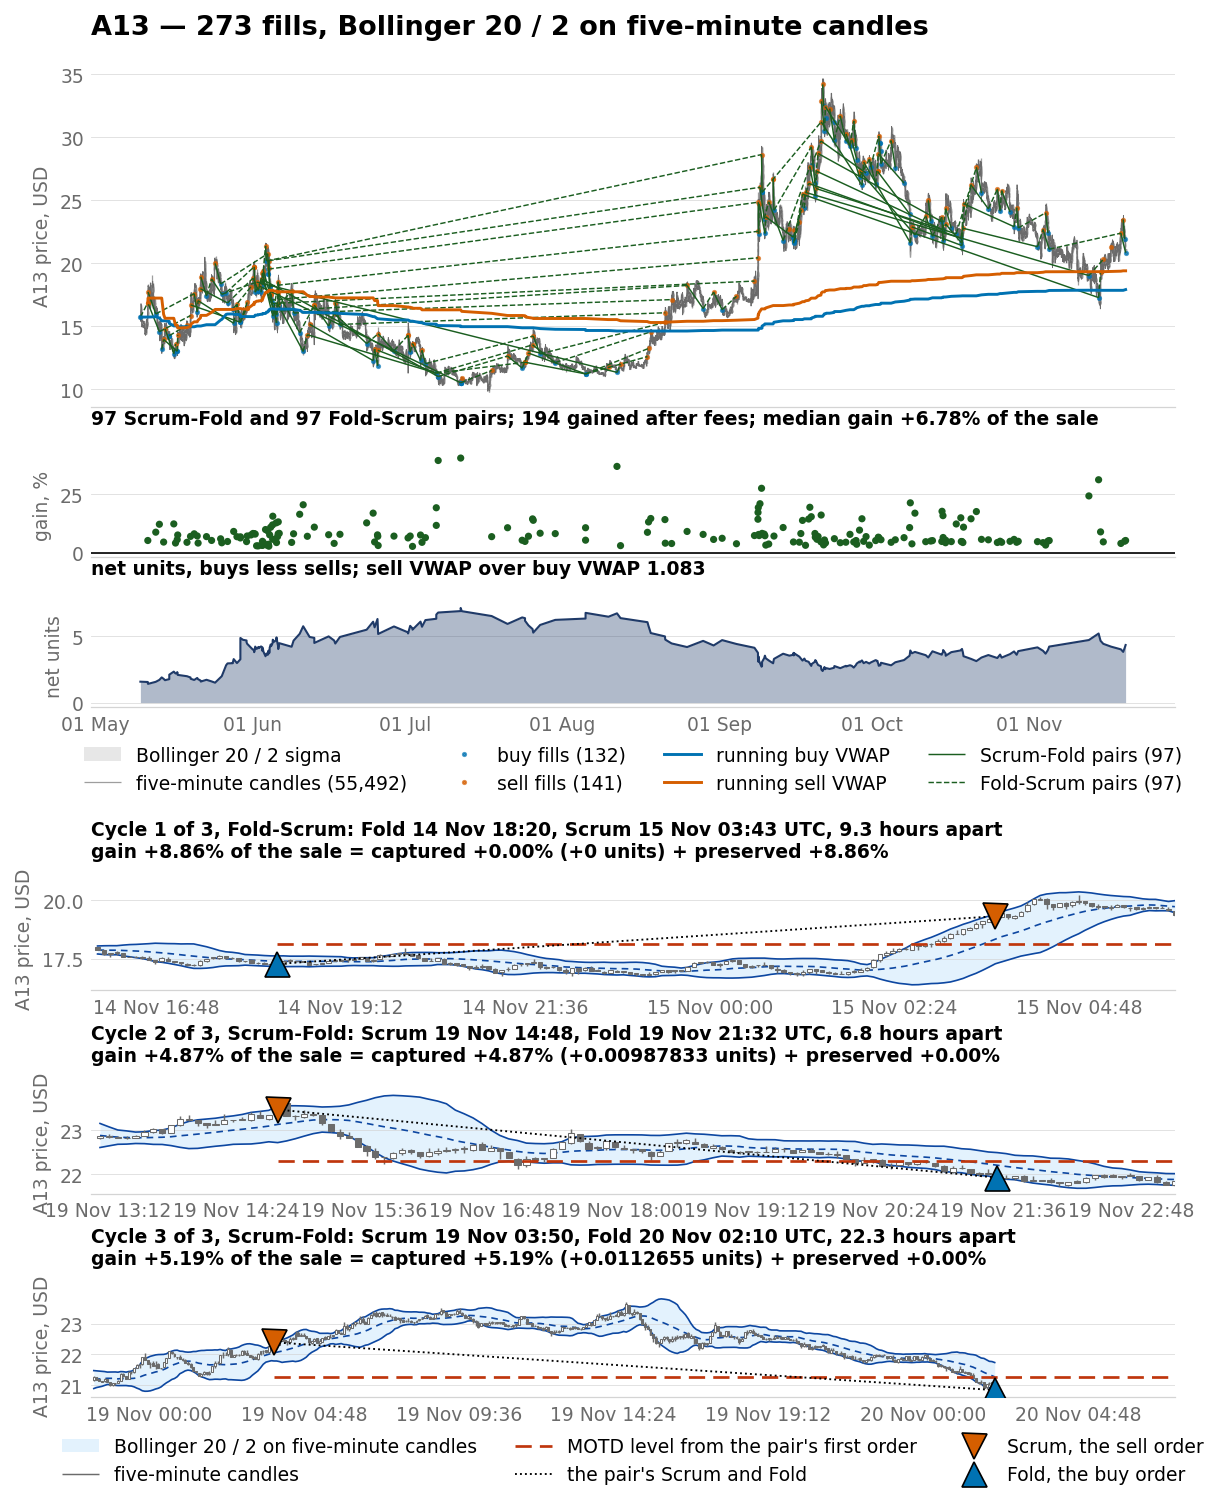 A13 — 273 fills, Bollinger 20 / 2 on five-minute candles
35
30
25
20
15
10
A13 price, USD
97 Scrum-Fold and 97 Fold-Scrum pairs; 194 gained after fees; median gain +6.78% of the sale
25
0
gain, %
net units, buys less sells; sell VWAP over buy VWAP 1.083
5
0
net units
01 May 01 Jun 01 Jul 01 Aug 01 Sep 01 Oct 01 Nov
Bollinger 20 / 2 sigma buy fills (132) running buy VWAP Scrum-Fold pairs (97)
five-minute candles (55,492) sell fills (141) running sell VWAP Fold-Scrum pairs (97)
Cycle 1 of 3, Fold-Scrum: Fold 14 Nov 18:20, Scrum 15 Nov 03:43 UTC, 9.3 hours apart
gain +8.86% of the sale = captured +0.00% (+0 units) + preserved +8.86%
20.0
17.5
A13 price, USD
14 Nov 16:48 14 Nov 19:12 14 Nov 21:36 15 Nov 00:00 15 Nov 02:24 15 Nov 04:48
Cycle 2 of 3, Scrum-Fold: Scrum 19 Nov 14:48, Fold 19 Nov 21:32 UTC, 6.8 hours apart
gain +4.87% of the sale = captured +4.87% (+0.00987833 units) + preserved +0.00%
23
22
A13 price, USD
19 Nov 13:12 19 Nov 14:24 19 Nov 15:36 19 Nov 16:48 19 Nov 18:00 19 Nov 19:12 19 Nov 20:24 19 Nov 21:36 19 Nov 22:48
Cycle 3 of 3, Scrum-Fold: Scrum 19 Nov 03:50, Fold 20 Nov 02:10 UTC, 22.3 hours apart
gain +5.19% of the sale = captured +5.19% (+0.0112655 units) + preserved +0.00%
23
22
21
A13 price, USD
19 Nov 00:00 19 Nov 04:48 19 Nov 09:36 19 Nov 14:24 19 Nov 19:12 20 Nov 00:00 20 Nov 04:48
Bollinger 20 / 2 on five-minute candles MOTD level from the pair's first order Scrum, the sell order
five-minute candles the pair's Scrum and Fold Fold, the buy order